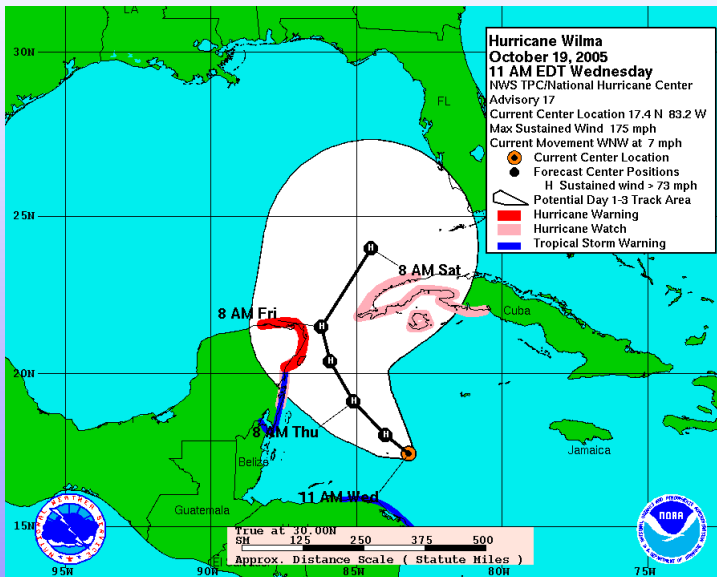 LA
30N
FL
25N
20N
15N
95W
90W
85W
80W
75W
Hurricane Wilma
October 19, 2005
11 AM EDT Wednesday
NWS TPC/National Hurricane Center
Advisory 17
Current Center Location 17.4 N 83.2 W
Max Sustained Wind 175 mph
Current Movement WNW at 7 mph
Current Center Location
Forecast Center Positions
H Sustained wind > 73 mph
Potential Day 1-3 Track Area
Hurricane Warning
Hurricane Watch
Tropical Storm Warning
8 AM Sat
H
8 AM Fri
H
H
H
8 AM Thu
H
11 AM Wed
Cuba
Jamaica
Belize
Guatemala
True at 30.00N
SM 125 250 375 500
Approx. Distance Scale ( Statute Miles )
NATIONAL WEATHER SERVICE
NOAA